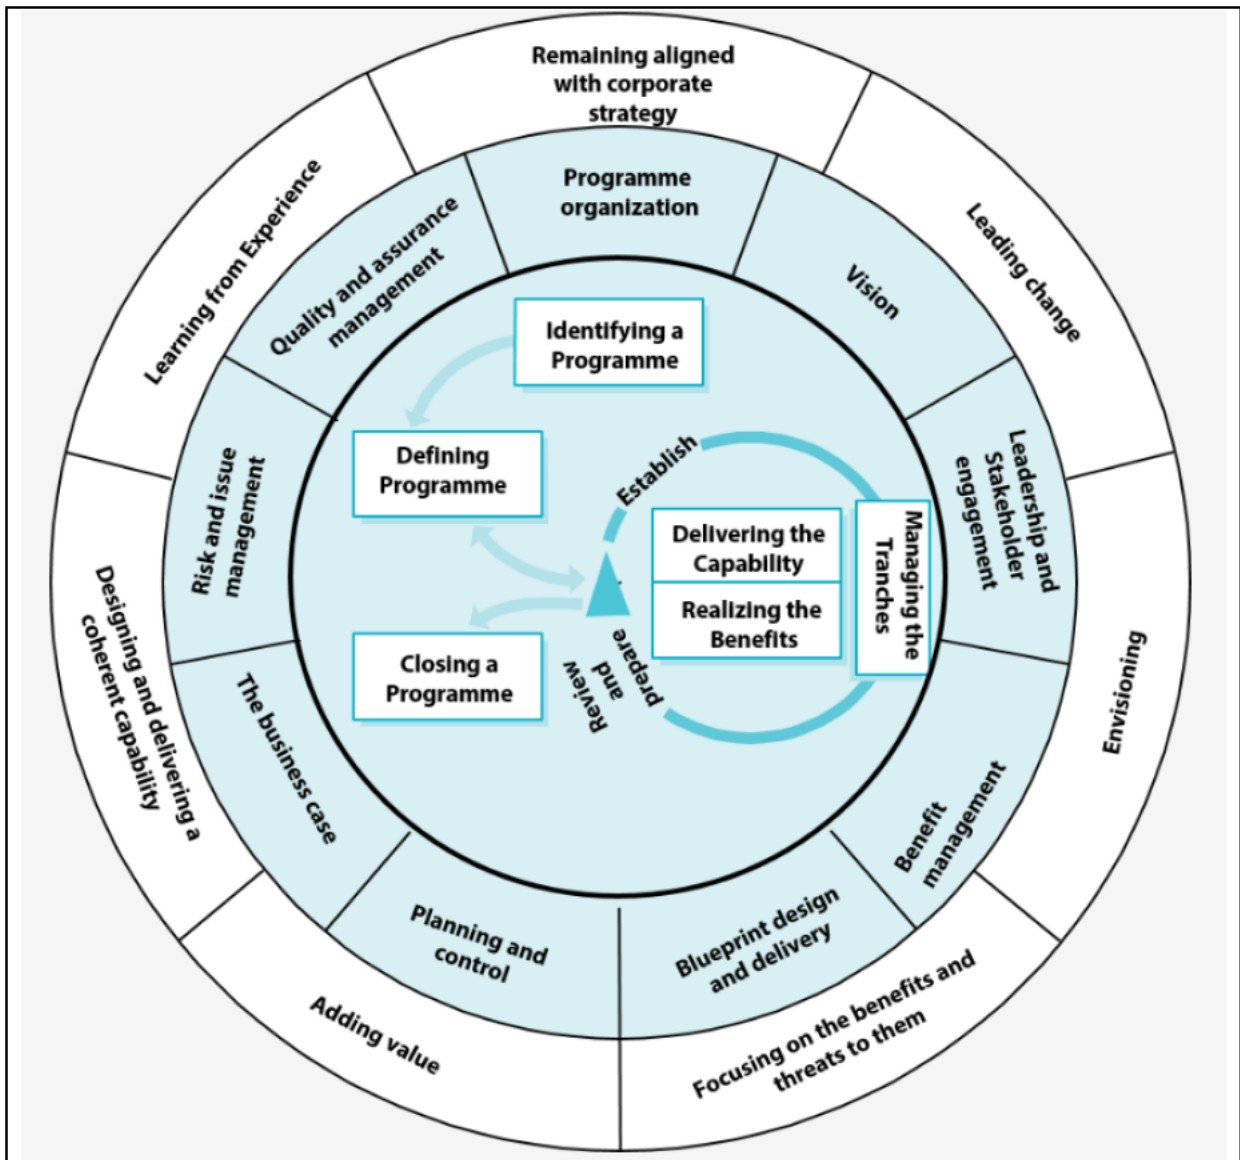 Remaining aligned
with corporate
strategy
Leading change
Envisioning
Focusing on the benefits and
threats to them
Adding value
Designing and delivering a
coherent capability
Learning from Experience
Programme
organization
Vision
Leadership and
Stakeholder
engagement
Benefit
management
Blueprint design
and delivery
Planning and
control
The business case
Risk and issue
management
Quality and assurance
management
Identifying a
Programme
Defining
Programme
Establish
Delivering the
Capability
Realizing the
Benefits
Managing the
Tranches
Review
and
prepare
Closing a
Programme